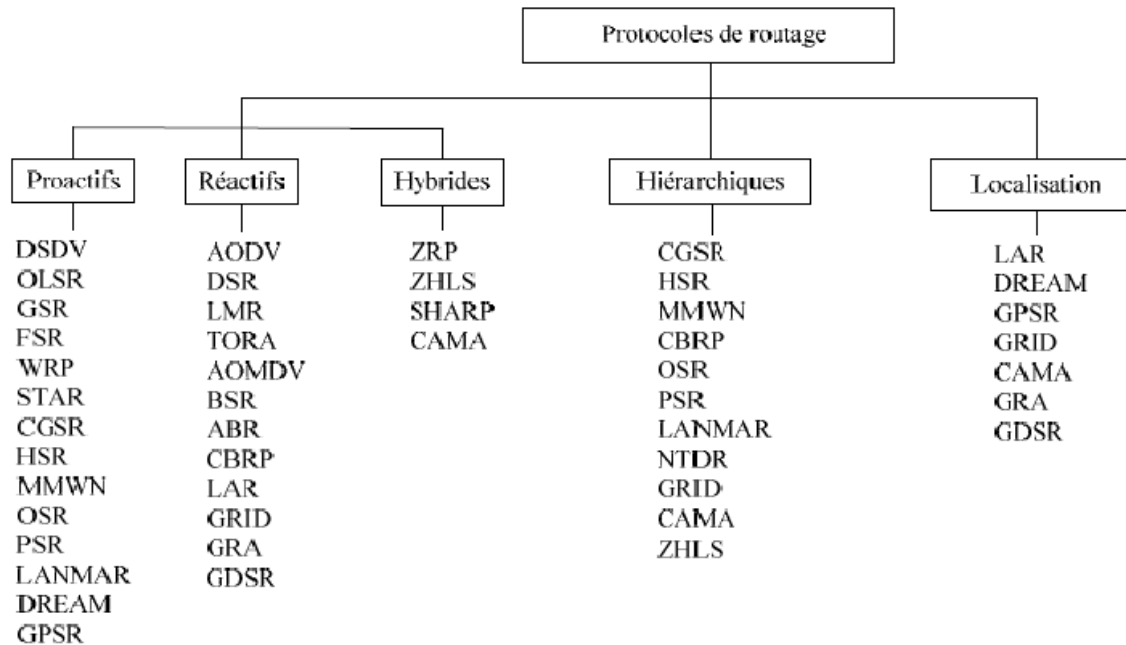 Protocoles de routage
Proactifs
DSDV
OLSR
GSR
FSR
WRP
STAR
CGSR
HSR
MMWN
OSR
PSR
LANMAR
DREAM
GPSR
Réactifs
AODV
DSR
LMR
TORA
AOMDV
BSR
ABR
CBRP
LAR
GRID
GRA
GDSR
Hybrides
ZRP
ZHLS
SHARP
CAMA
Hiérarchiques
CGSR
HSR
MMWN
CBRP
OSR
PSR
LANMAR
NTDR
GRID
CAMA
ZHLS
Localisation
LAR
DREAM
GPSR
GRID
CAMA
GRA
GDSR